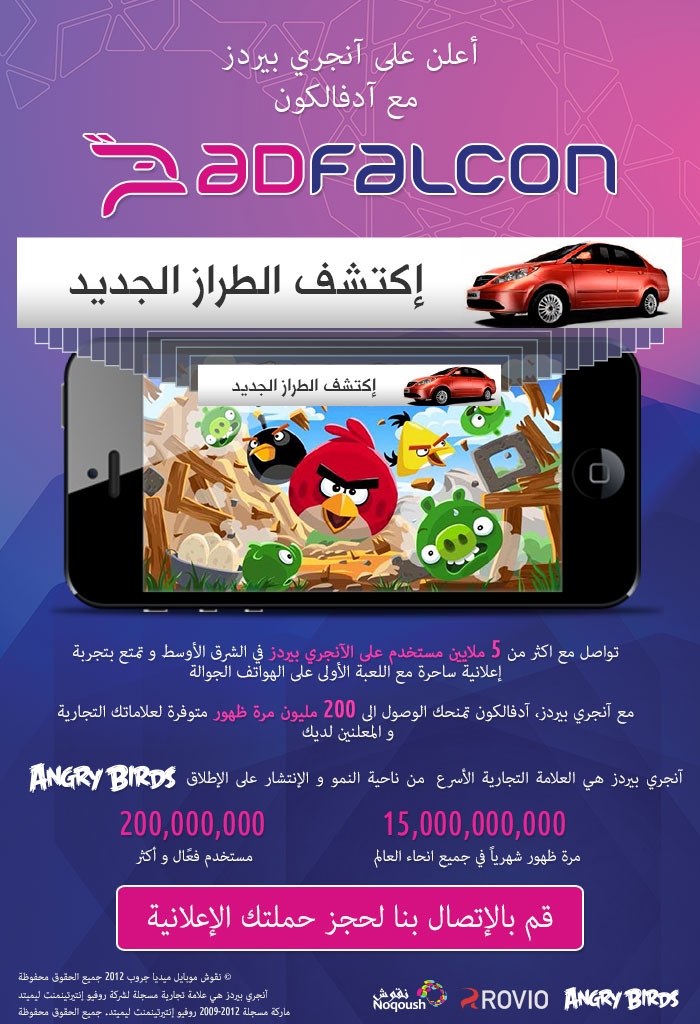 أعلن على آنجري بيردز
مع آدفالكون
ADFALCON
إكتشف الطراز الجديد
إكتشف الطراز الجديد
تواصل مع اكثر من 5 ملايين مستخدم على الآنجري بيردز في الشرق الأوسط و تمتع بتجربة
إعلانية ساحرة مع اللعبة الأولى على الهواتف الجوالة
مع آنجري بيردز، آدفالكون تمنحك الوصول الى 200 مليون مرة ظهور متوفرة لعلاماتك التجارية
و المعلنين لديك
آنجري بيردز هي العلامة التجارية الأسرع من ناحية النمو و الإنتشار على الإطلاق ANGRY BIRDS
15,000,000,000
مرة ظهور شهرياً في جميع انحاء العالم
200,000,000
مستخدم فعًال و أكثر
قم بالإتصال بنا لحجز حملتك الإعلانية
© نقوش موبايل ميديا جروب 2012 جميع الحقوق محفوظة
آنجري بيردز هي علامة تجارية مسجلة لشركة روفيو إنتيرتينمنت ليميتد
ماركة مسجلة 2012-2009 روفيو إنتيرتينمنت ليميتد. جميع الحقوق محفوظة
نقوش
Noqoush
ROVIO
ANGRY BIRDS